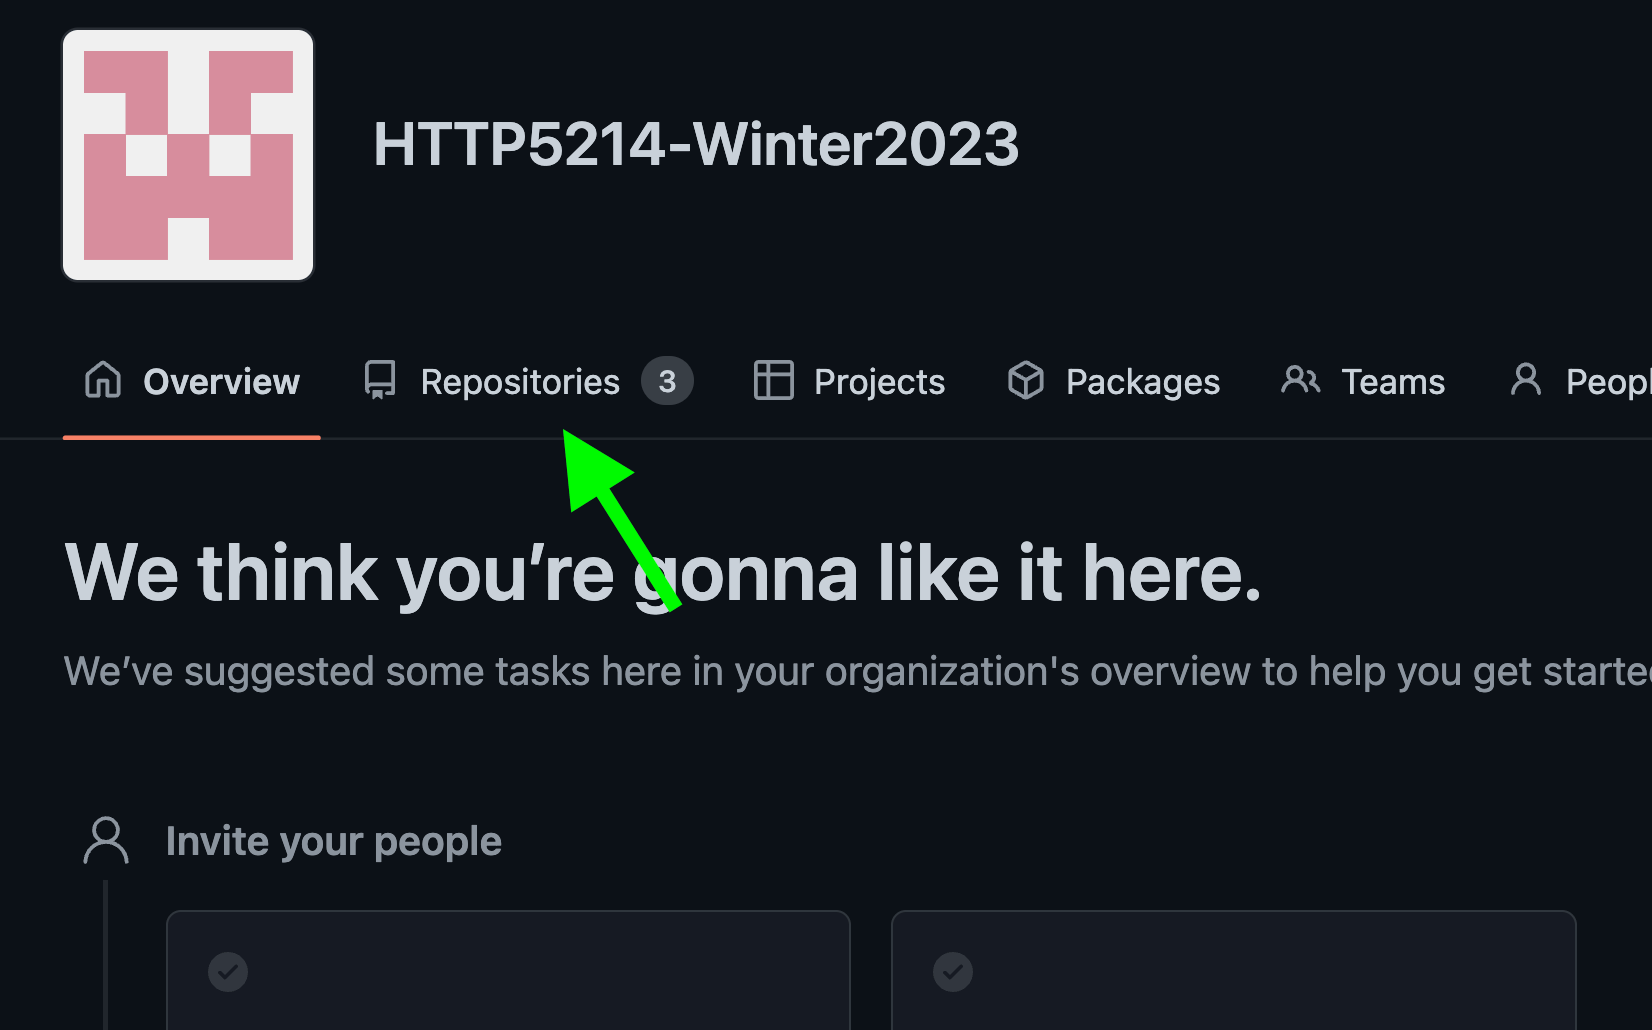 HTTP5214-Winter2023
Overview Repositories 3 Projects Packages Teams Peopl
We think you’re gonna like it here.
We’ve suggested some tasks here in your organization's overview to help you get starte
Invite your people